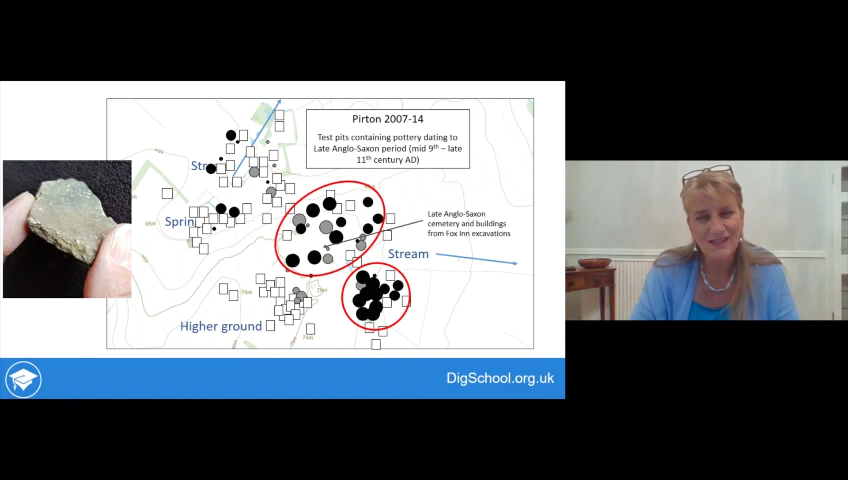 Pirton 2007-14
Test pits containing pottery dating to
Late Anglo-Saxon period (mid 9th – late
11th century AD)
Str
Spring
Late Anglo-Saxon
cemetery and buildings
from Fox Inn excavations
Stream
Higher ground
DigSchool.org.uk